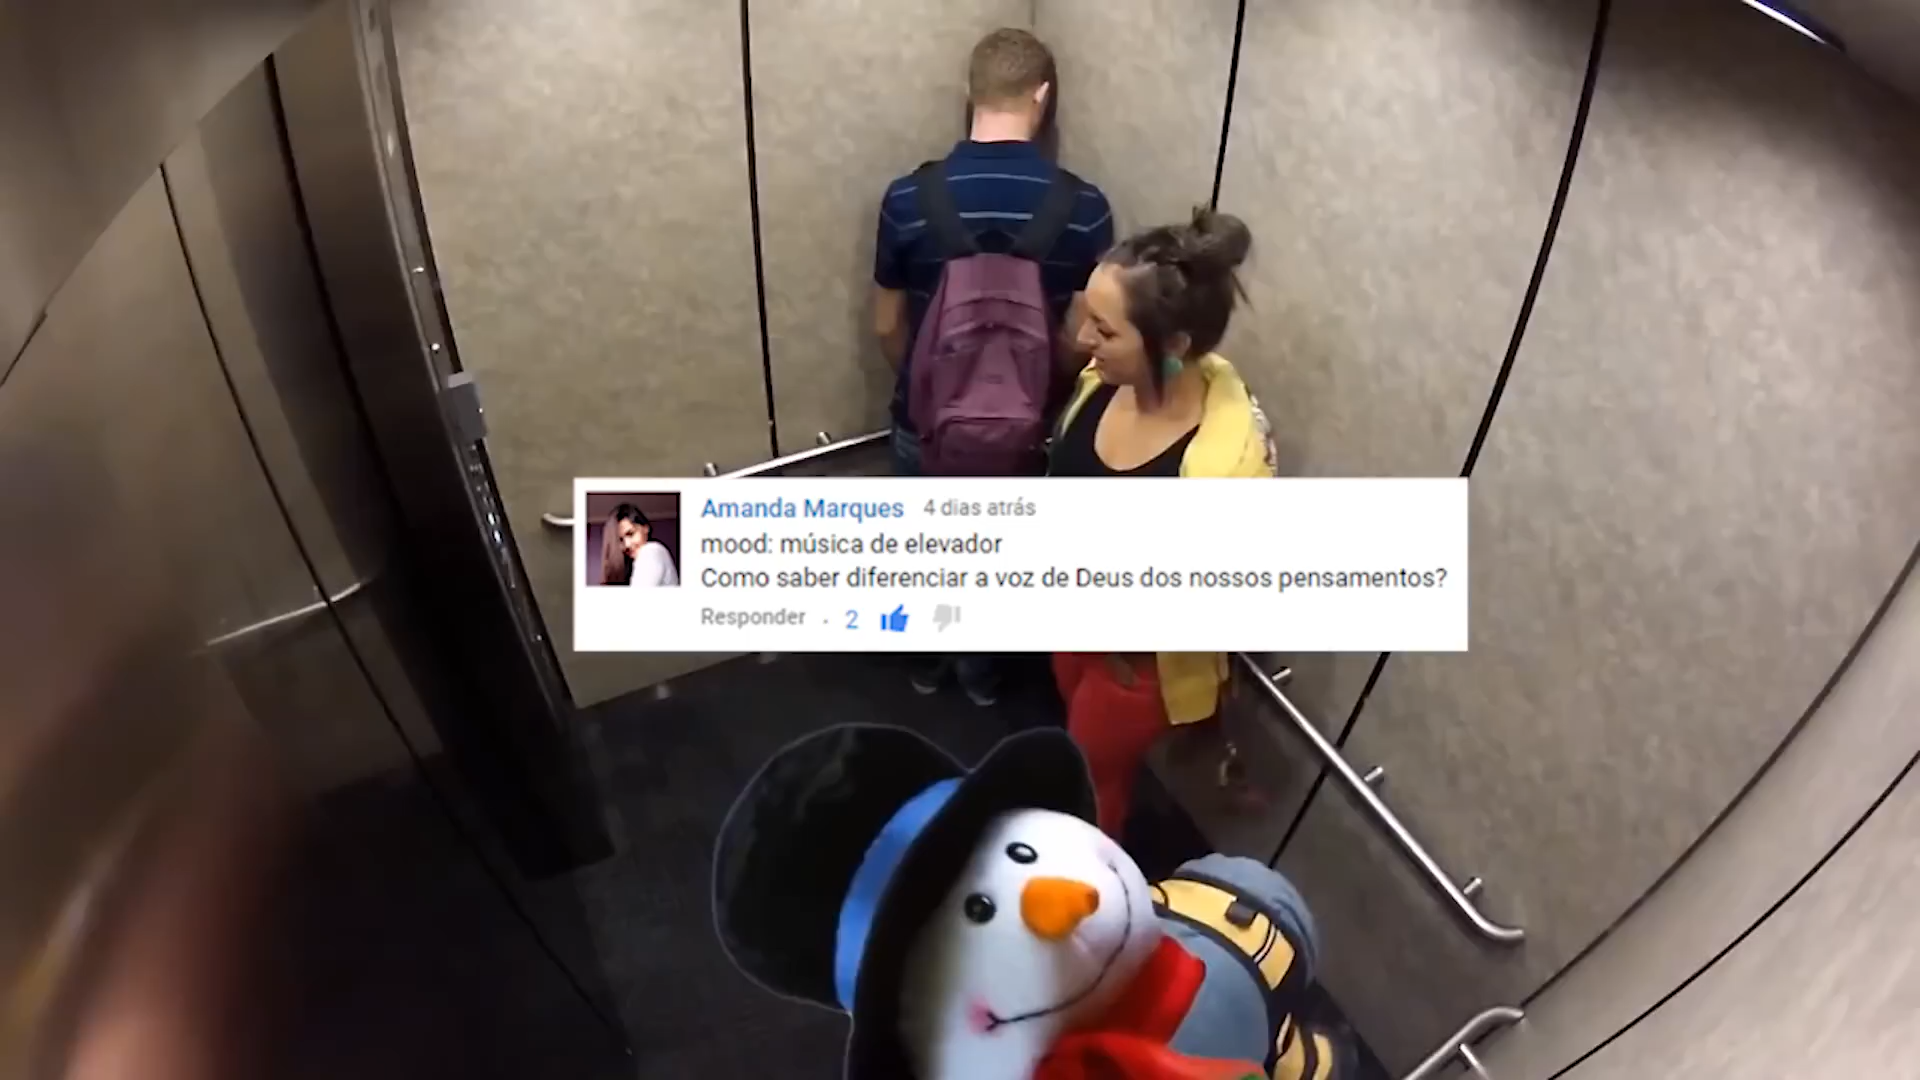 Amanda Marques 4 dias atrás
mood: música de elevador
Como saber diferenciar a voz de Deus dos nossos pensamentos?
Responder . 2